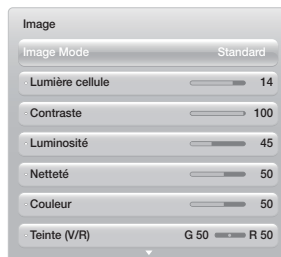 Image
Image Mode Standard
· Lumière cellule 14
· Contraste 100
· Luminosité 45
· Netteté 50
· Couleur 50
· Teinte (V/R) G 50 R 50